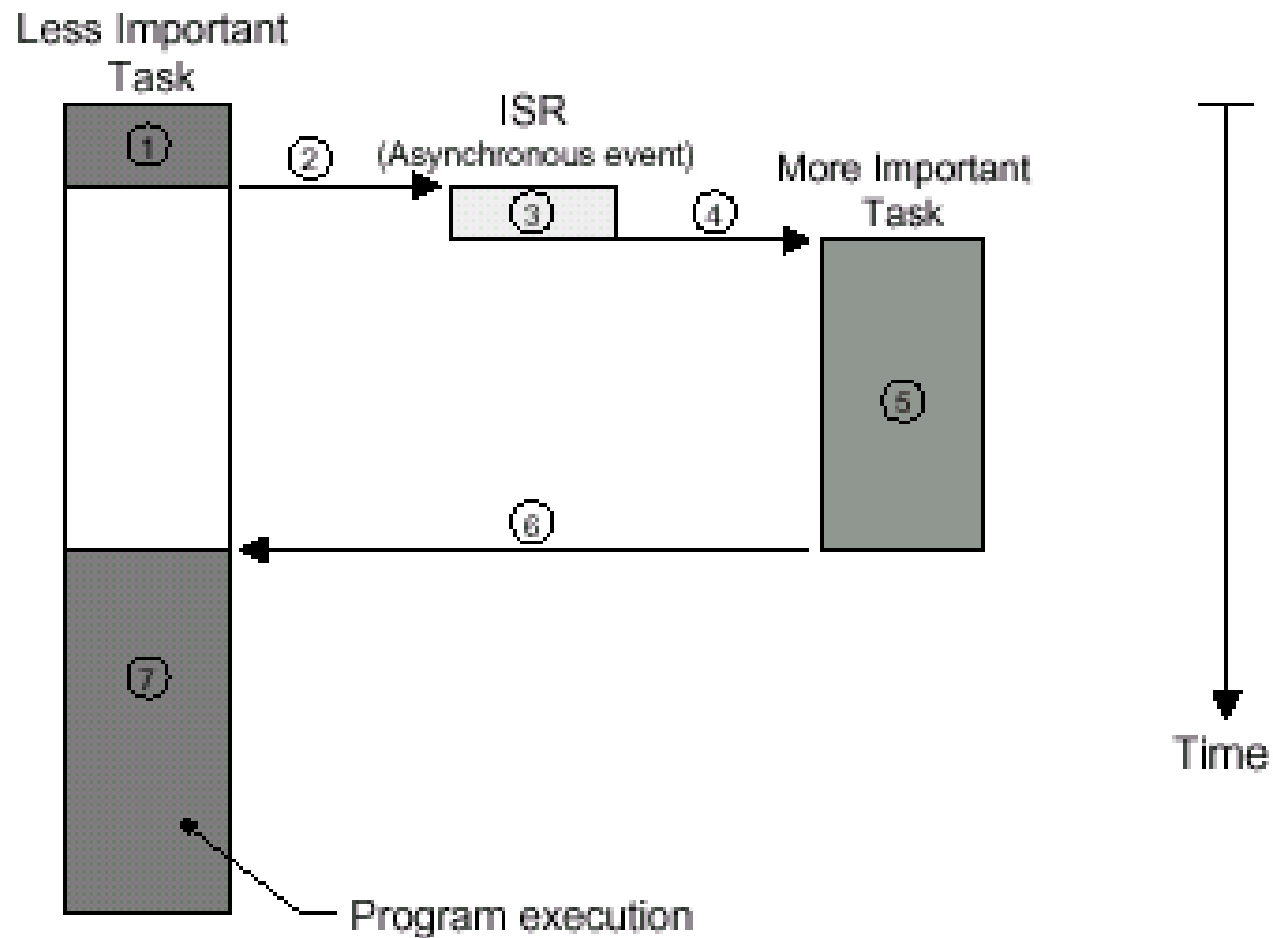 Less Important
Task
ISR
(Asynchronous event)
More Important
Task
1
2
3
4
5
6
7
Time
Program execution